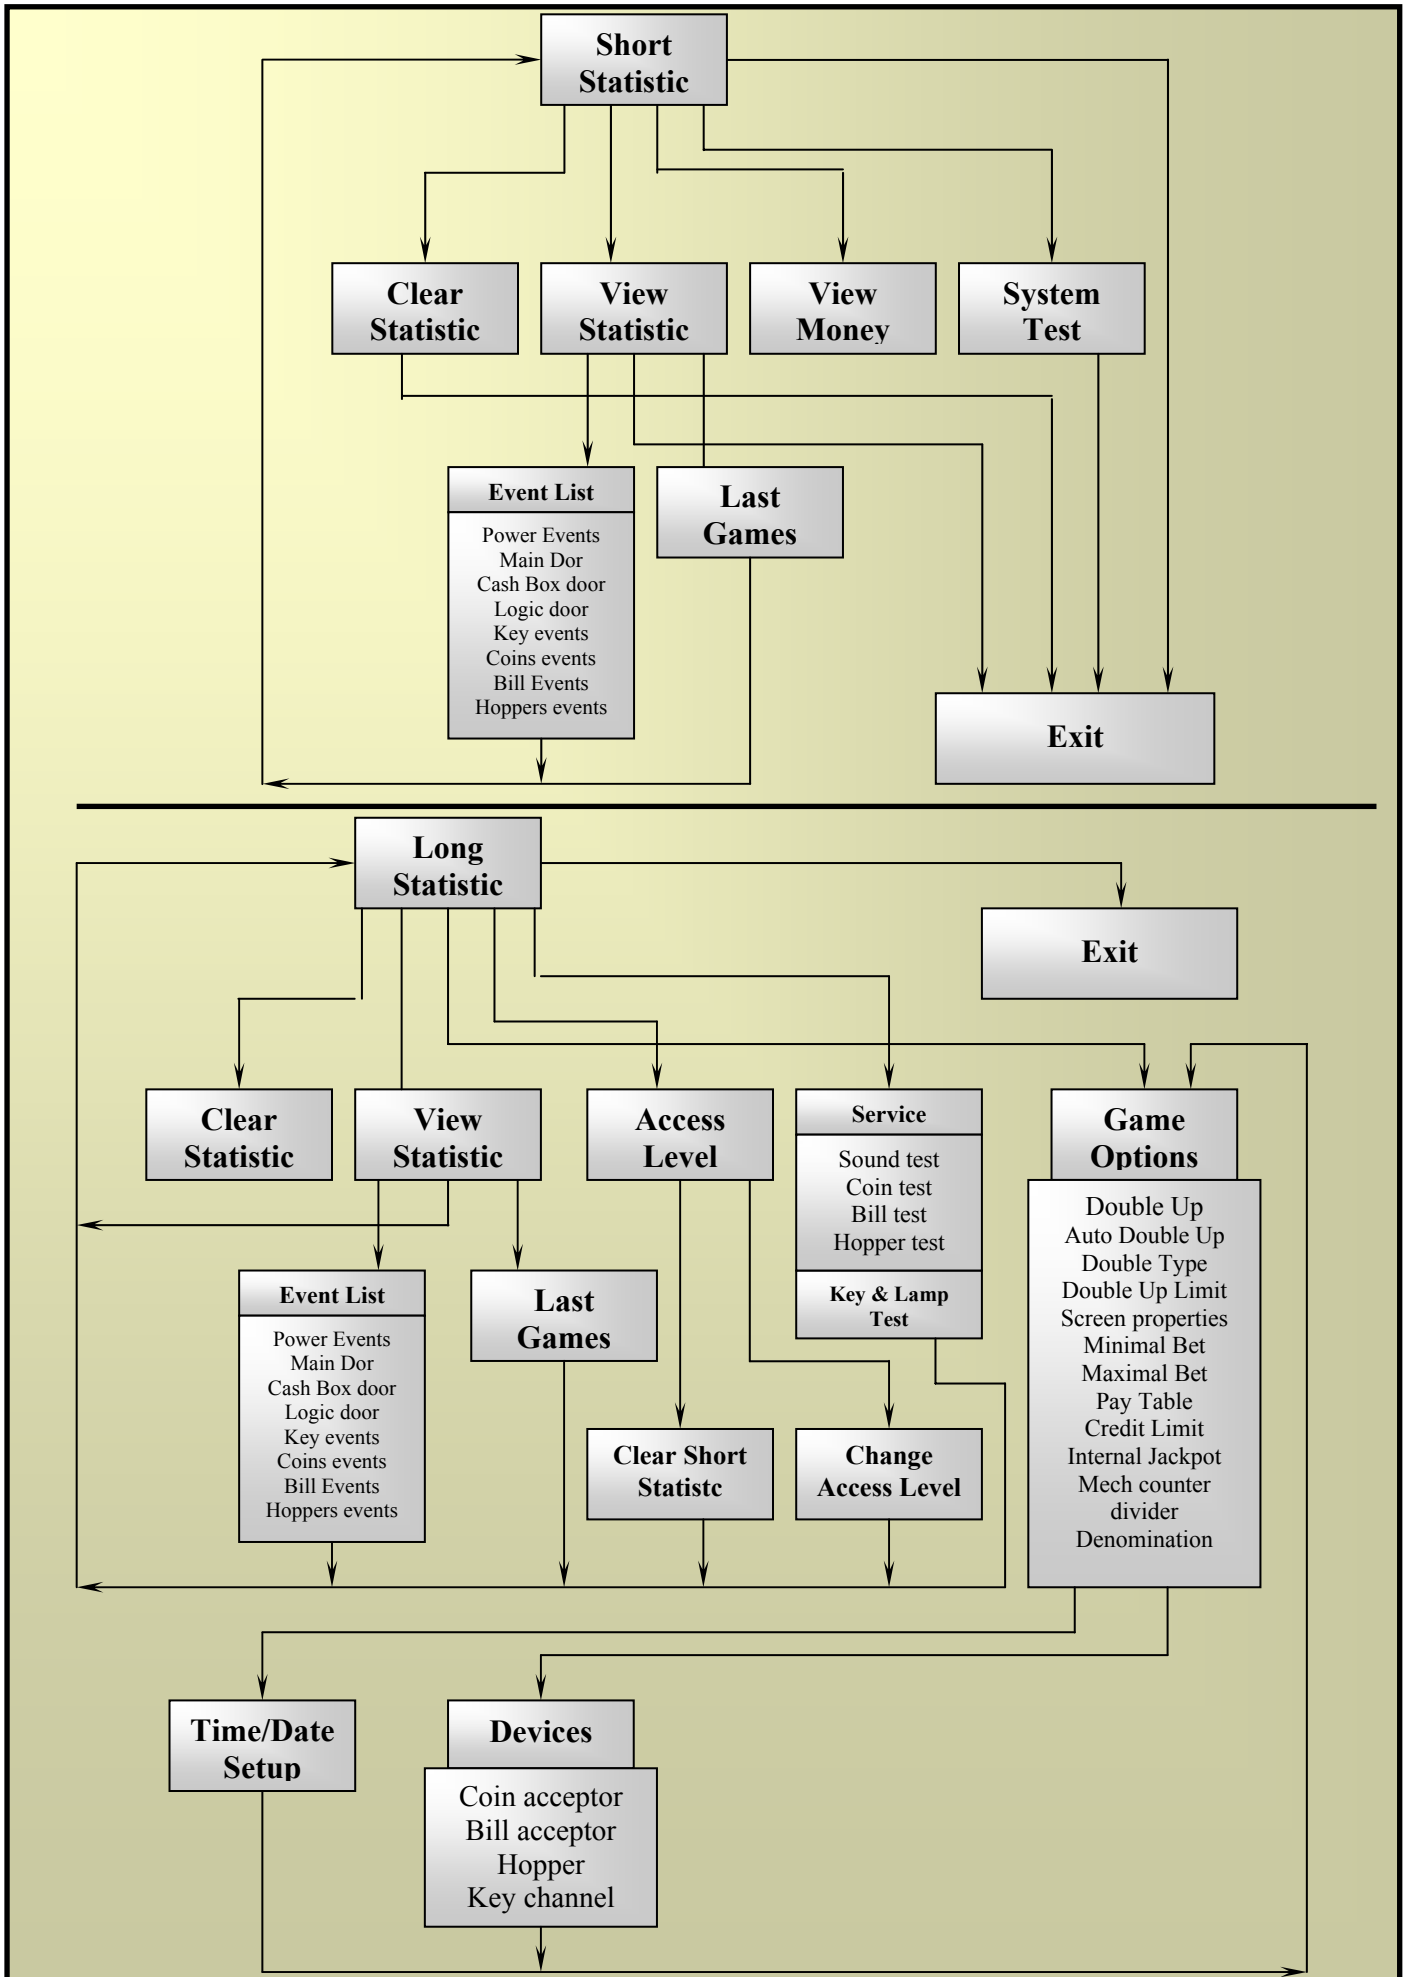 Short
Statistic
Clear
Statistic
View
Statistic
View
Money
System
Test
Event List
Power Events
Main Dor
Cash Box door
Logic door
Key events
Coins events
Bill Events
Hoppers events
Last
Games
Exit
Long
Statistic
Exit
Clear
Statistic
View
Statistic
Access
Level
Service
Sound test
Coin test
Bill test
Hopper test
Key & Lamp
Test
Game
Options
Double Up
Auto Double Up
Double Type
Double Up Limit
Screen properties
Minimal Bet
Maximal Bet
Pay Table
Credit Limit
Internal Jackpot
Mech counter
divider
Denomination
Event List
Power Events
Main Dor
Cash Box door
Logic door
Key events
Coins events
Bill Events
Hoppers events
Last
Games
Clear Short
Statistc
Change
Access Level
Time/Date
Setup
Devices
Coin acceptor
Bill acceptor
Hopper
Key channel